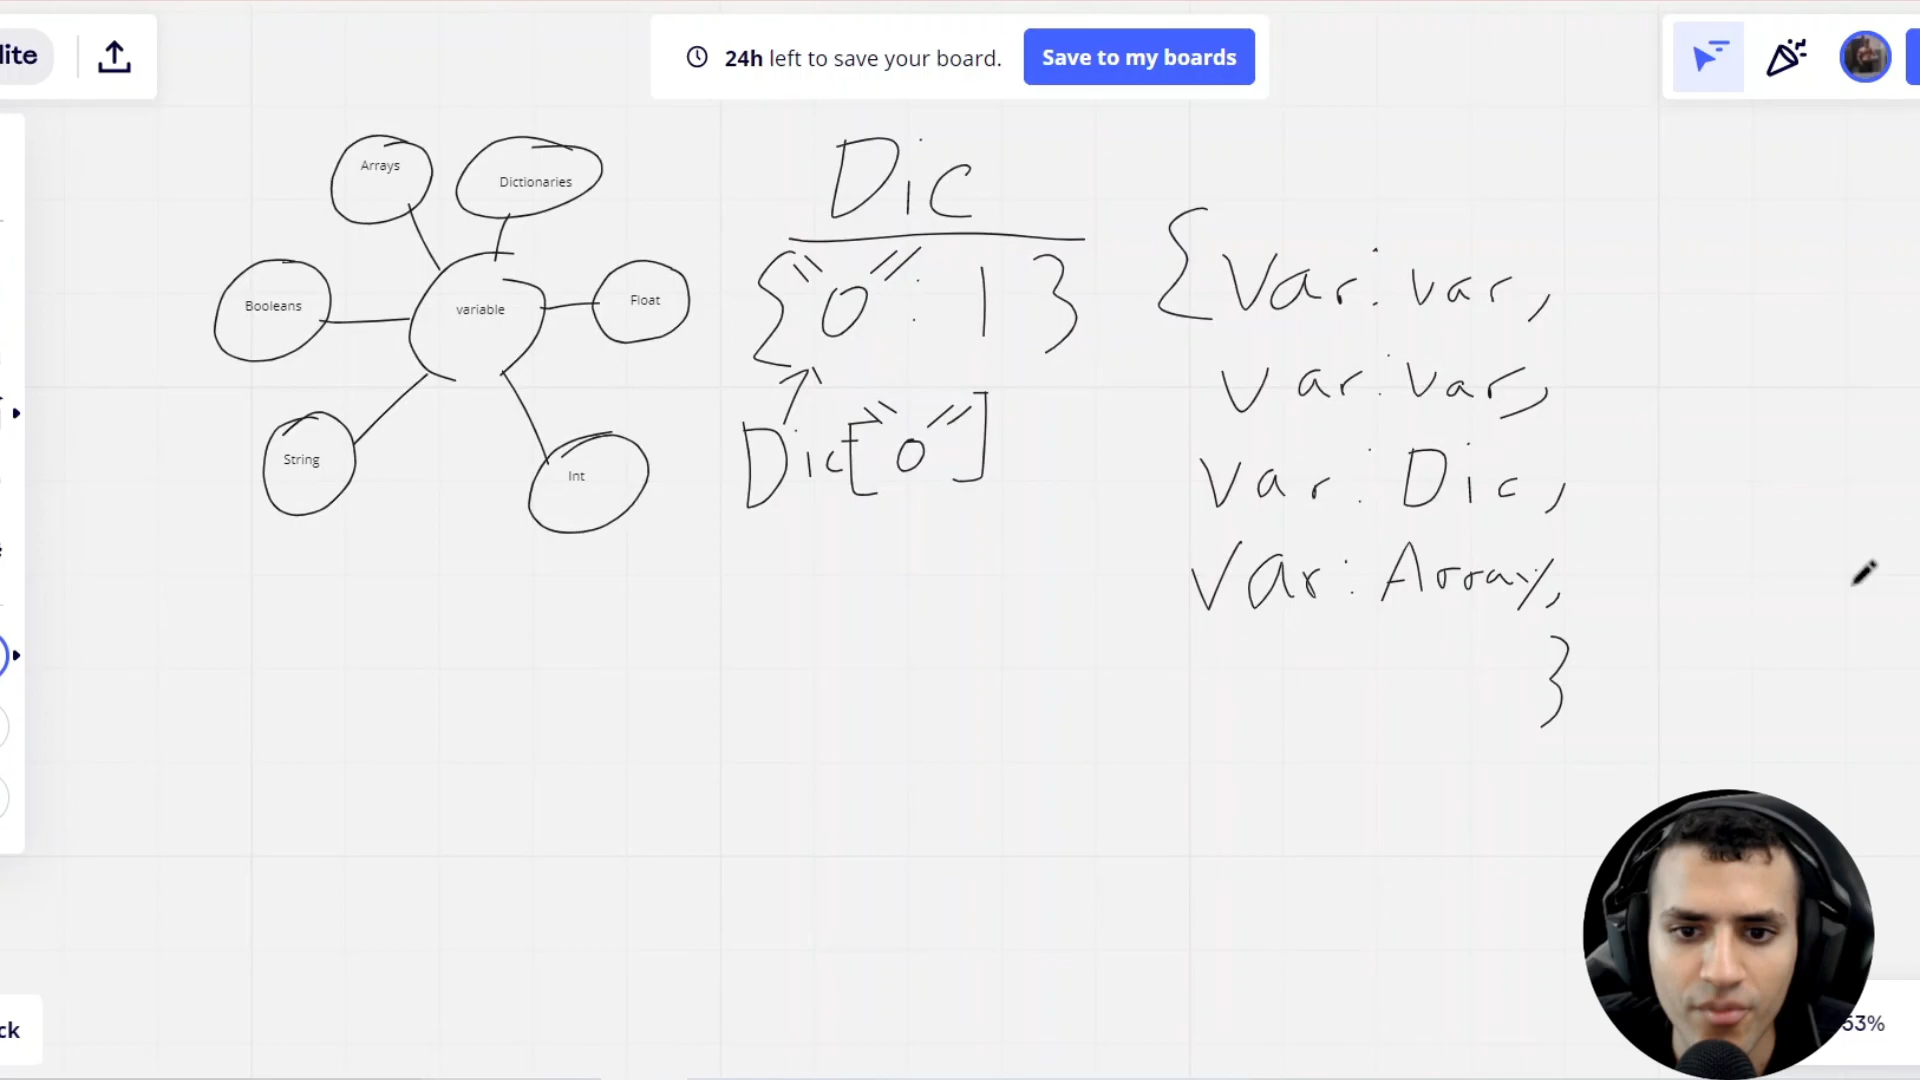 lite
24h left to save your board.
Save to my boards
Arrays
Dictionaries
Booleans
variable
Float
String
Int
Dic
{"0": 1}
Dic["0"]
{Var: var,
Var: Var,
Var: Dic,
Var: Array,
}
ck
53%